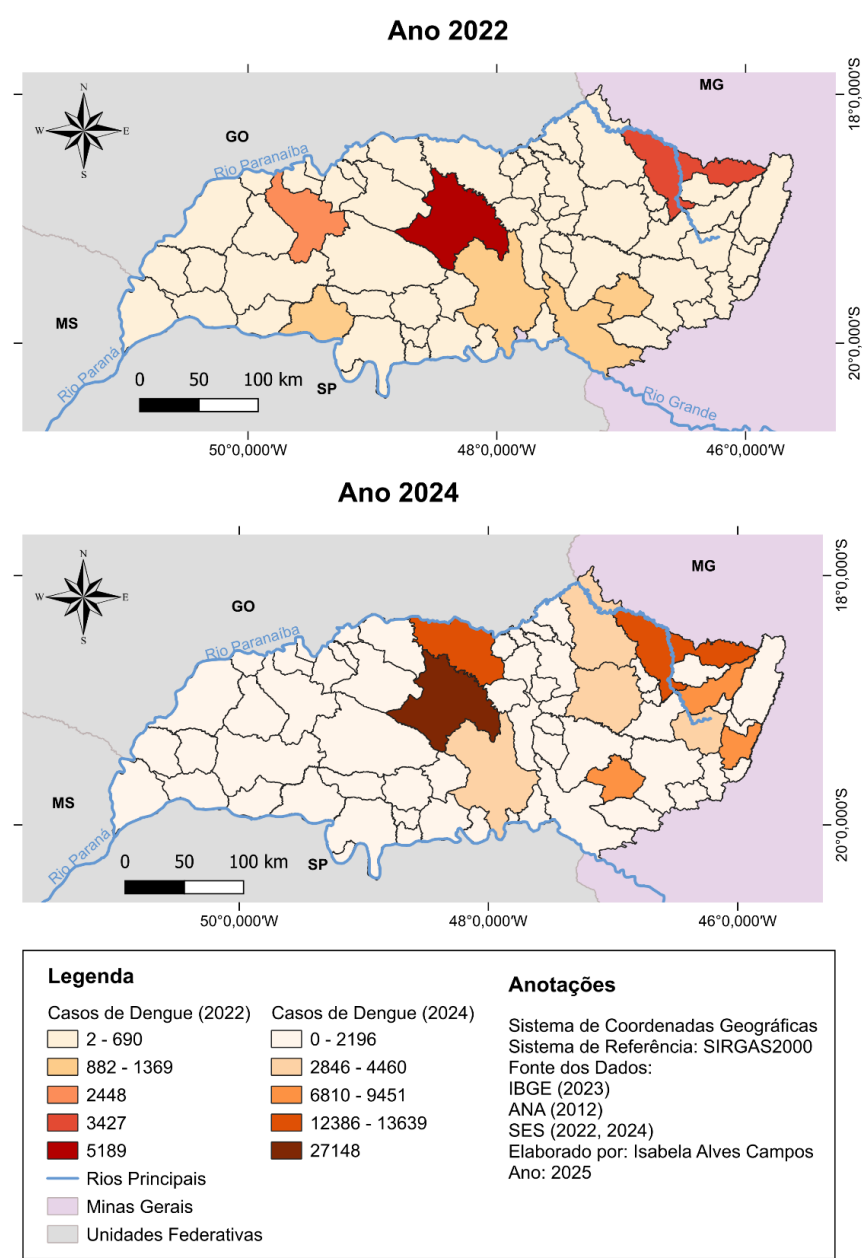 Ano 2022
N
W
E
S
GO
MG
18°0,000'S
Rio Paranaíba
MS
20°0,000'S
Rio Paraná
0 50 100 km
SP
Rio Grande
50°0,000'W 48°0,000'W 46°0,000'W
Ano 2024
N
W
E
S
GO
MG
18°0,000'S
Rio Paranaíba
MS
20°0,000'S
Rio Paraná
0 50 100 km
SP
50°0,000'W 48°0,000'W 46°0,000'W
Legenda
Casos de Dengue (2022)
2 - 690
882 - 1369
2448
3427
5189
Rios Principais
Minas Gerais
Unidades Federativas
Casos de Dengue (2024)
0 - 2196
2846 - 4460
6810 - 9451
12386 - 13639
27148
Anotações
Sistema de Coordenadas Geográficas
Sistema de Referência: SIRGAS2000
Fonte dos Dados:
IBGE (2023)
ANA (2012)
SES (2022, 2024)
Elaborado por: Isabela Alves Campos
Ano: 2025